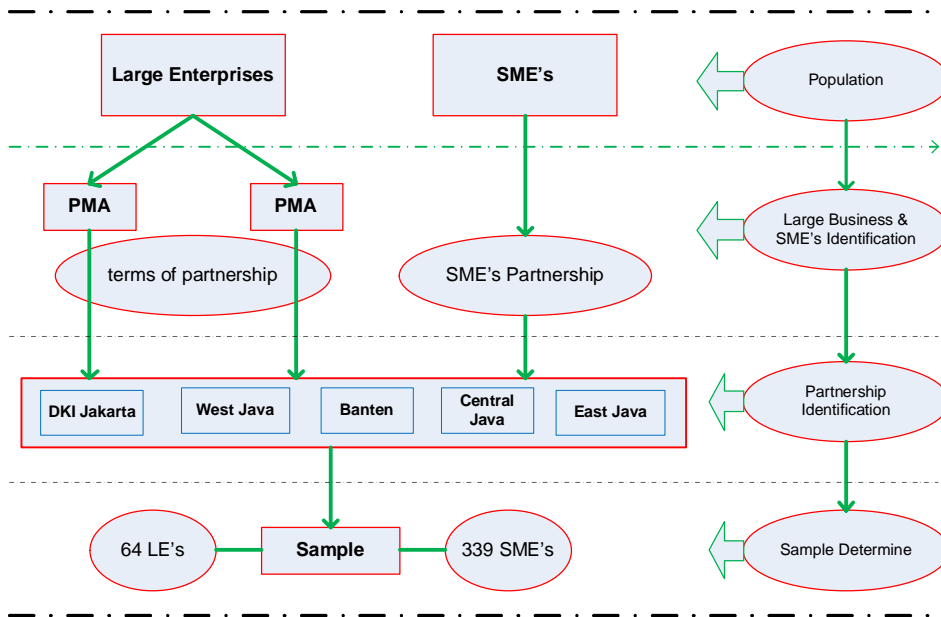 Large Enterprises
SME's
Population
PMA
PMA
Large Business &
SME's Identification
terms of partnership
SME's Partnership
DKI Jakarta
West Java
Banten
Central
Java
East Java
Partnership
Identification
64 LE's
Sample
339 SME's
Sample Determine